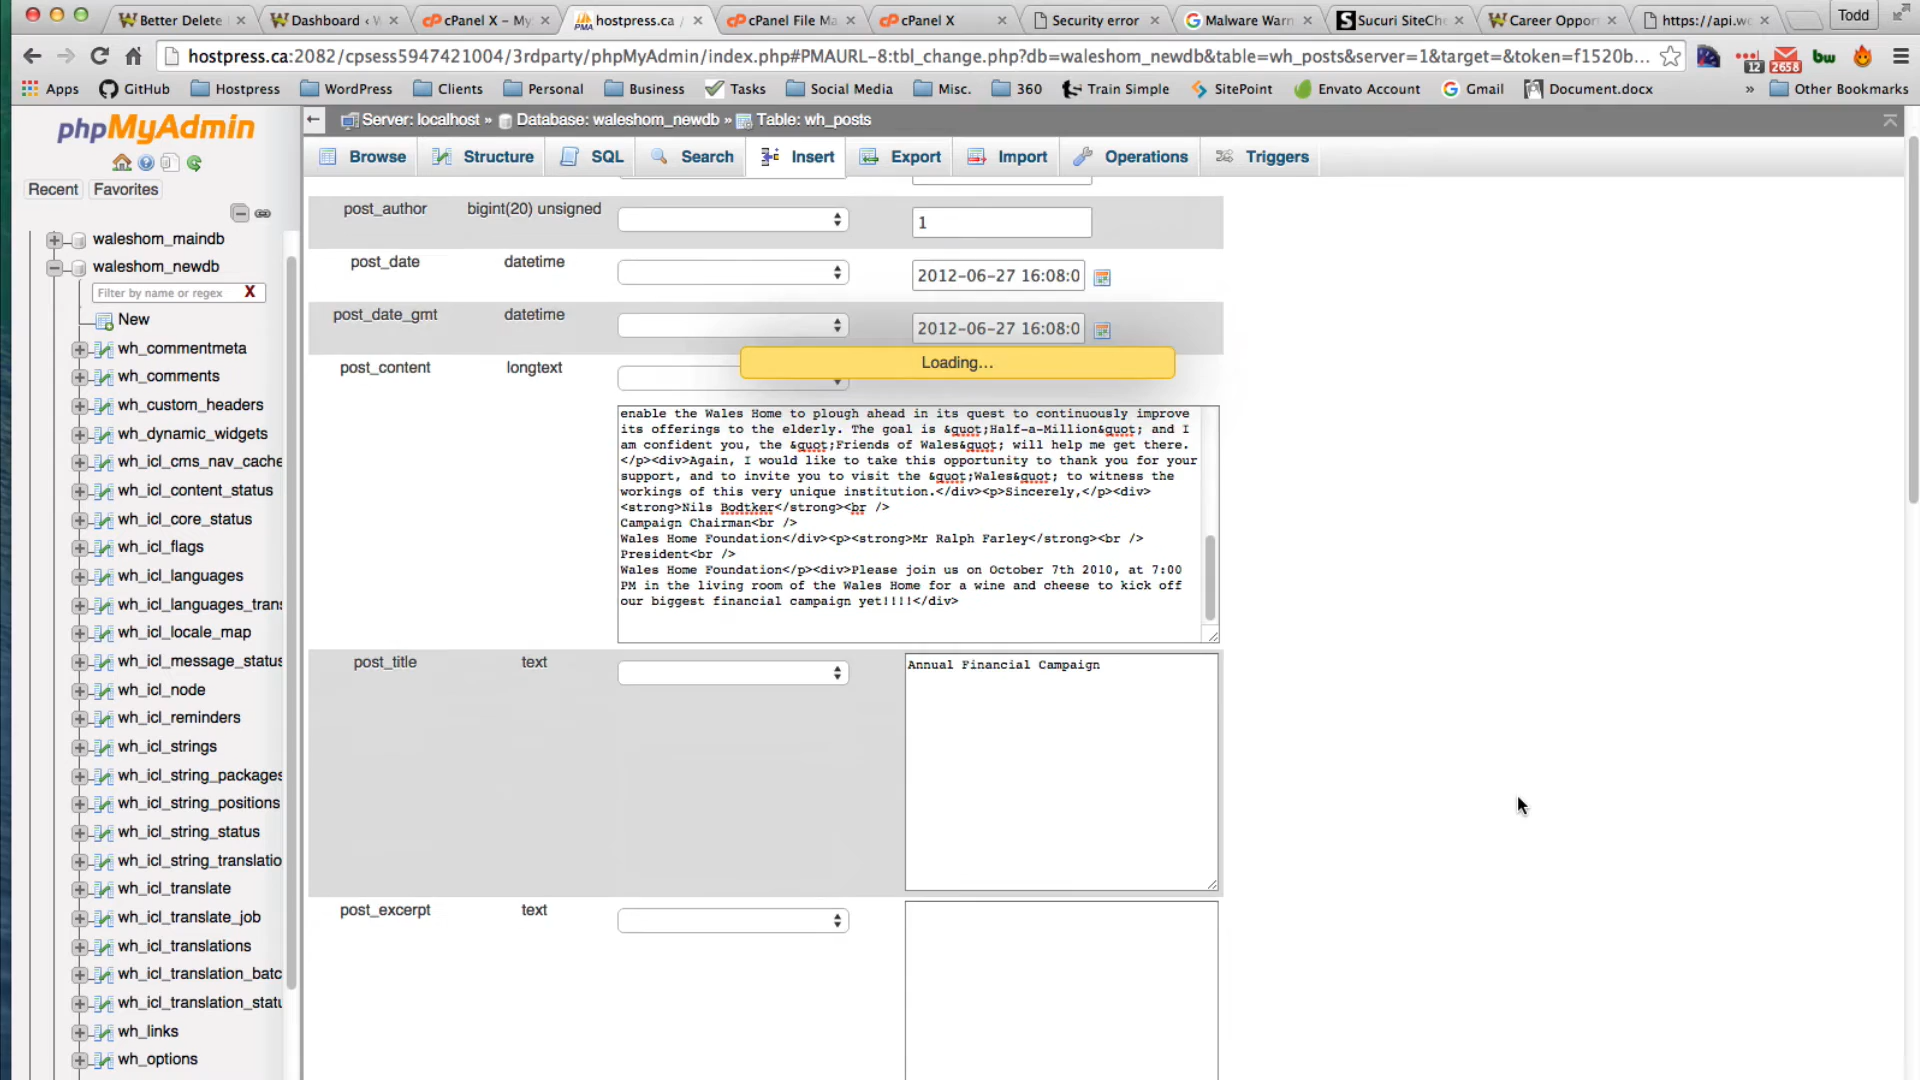 Better Delete
Dashboard ‹ W
cPanel X – My
hostpress.ca /
cPanel File Ma
cPanel X
Security error
Malware Warn
Sucuri SiteChe
Career Oppor
https://api.wo
Todd
hostpress.ca:2082/cpsess5947421004/3rdparty/phpMyAdmin/index.php#PMAURL-8:tbl_change.php?db=waleshom_newdb&table=wh_posts&server=1&target=&token=f1520b...
12
2658
bw
Apps
GitHub
Hostpress
WordPress
Clients
Personal
Business
Tasks
Social Media
Misc.
360
Train Simple
SitePoint
Envato Account
Gmail
Document.docx
»
Other Bookmarks
phpMyAdmin
Recent
Favorites
waleshom_maindb
waleshom_newdb
Filter by name or regex X
New
wh_commentmeta
wh_comments
wh_custom_headers
wh_dynamic_widgets
wh_icl_cms_nav_cache
wh_icl_content_status
wh_icl_core_status
wh_icl_flags
wh_icl_languages
wh_icl_languages_trans
wh_icl_locale_map
wh_icl_message_status
wh_icl_node
wh_icl_reminders
wh_icl_strings
wh_icl_string_packages
wh_icl_string_positions
wh_icl_string_status
wh_icl_string_translatio
wh_icl_translate
wh_icl_translate_job
wh_icl_translations
wh_icl_translation_batc
wh_icl_translation_statu
wh_links
wh_options
Server: localhost » Database: waleshom_newdb » Table: wh_posts
Browse
Structure
SQL
Search
Insert
Export
Import
Operations
Triggers
post_author bigint(20) unsigned 1
post_date datetime 2012-06-27 16:08:0
post_date_gmt datetime 2012-06-27 16:08:0
Loading...
post_content longtext
enable the Wales Home to plough ahead in its quest to continuously improve
its offerings to the elderly. The goal is &quot;Half-a-Million&quot; and I
am confident you, the &quot;Friends of Wales&quot; will help me get there.
</p><div>Again, I would like to take this opportunity to thank you for your
support, and to invite you to visit the &quot;Wales&quot; to witness the
workings of this very unique institution.</div><p>Sincerely,</p><div>
<strong>Nils Bodtker</strong><br />
Campaign Chairman<br />
Wales Home Foundation</div><p><strong>Mr Ralph Farley</strong><br />
President<br />
Wales Home Foundation</p><div>Please join us on October 7th 2010, at 7:00
PM in the living room of the Wales Home for a wine and cheese to kick off
our biggest financial campaign yet!!!!</div>
post_title text
Annual Financial Campaign
post_excerpt text